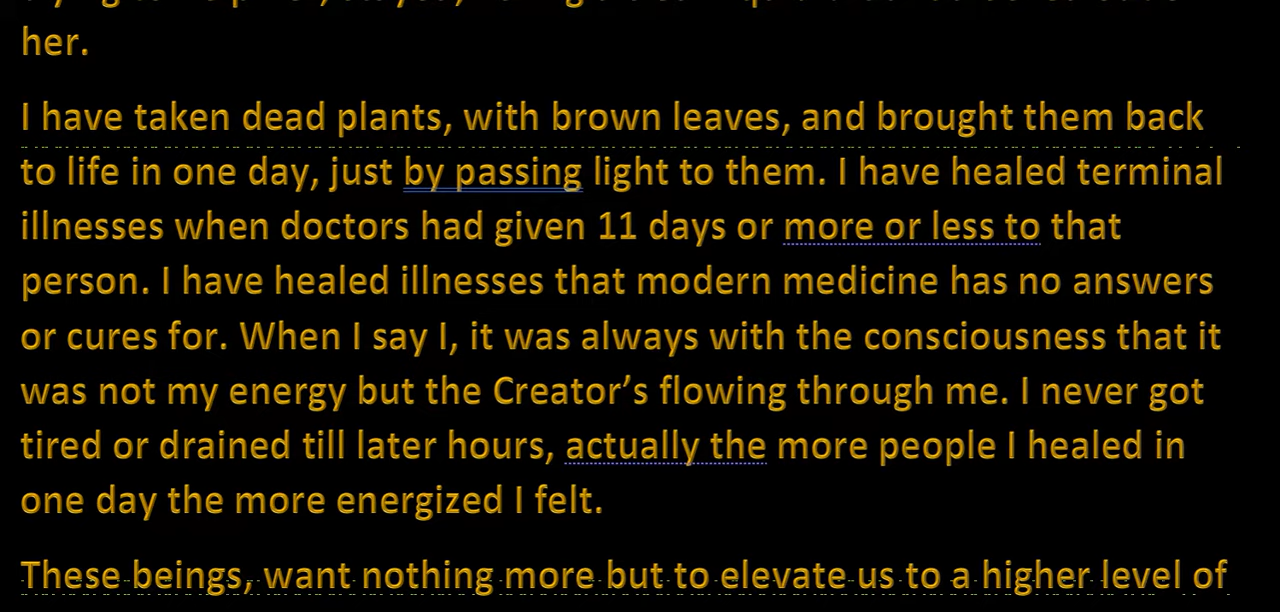 her.
I have taken dead plants, with brown leaves, and brought them back
to life in one day, just by passing light to them. I have healed terminal
illnesses when doctors had given 11 days or more or less to that
person. I have healed illnesses that modern medicine has no answers
or cures for. When I say I, it was always with the consciousness that it
was not my energy but the Creator’s flowing through me. I never got
tired or drained till later hours, actually the more people I healed in
one day the more energized I felt.
These beings, want nothing more but to elevate us to a higher level of